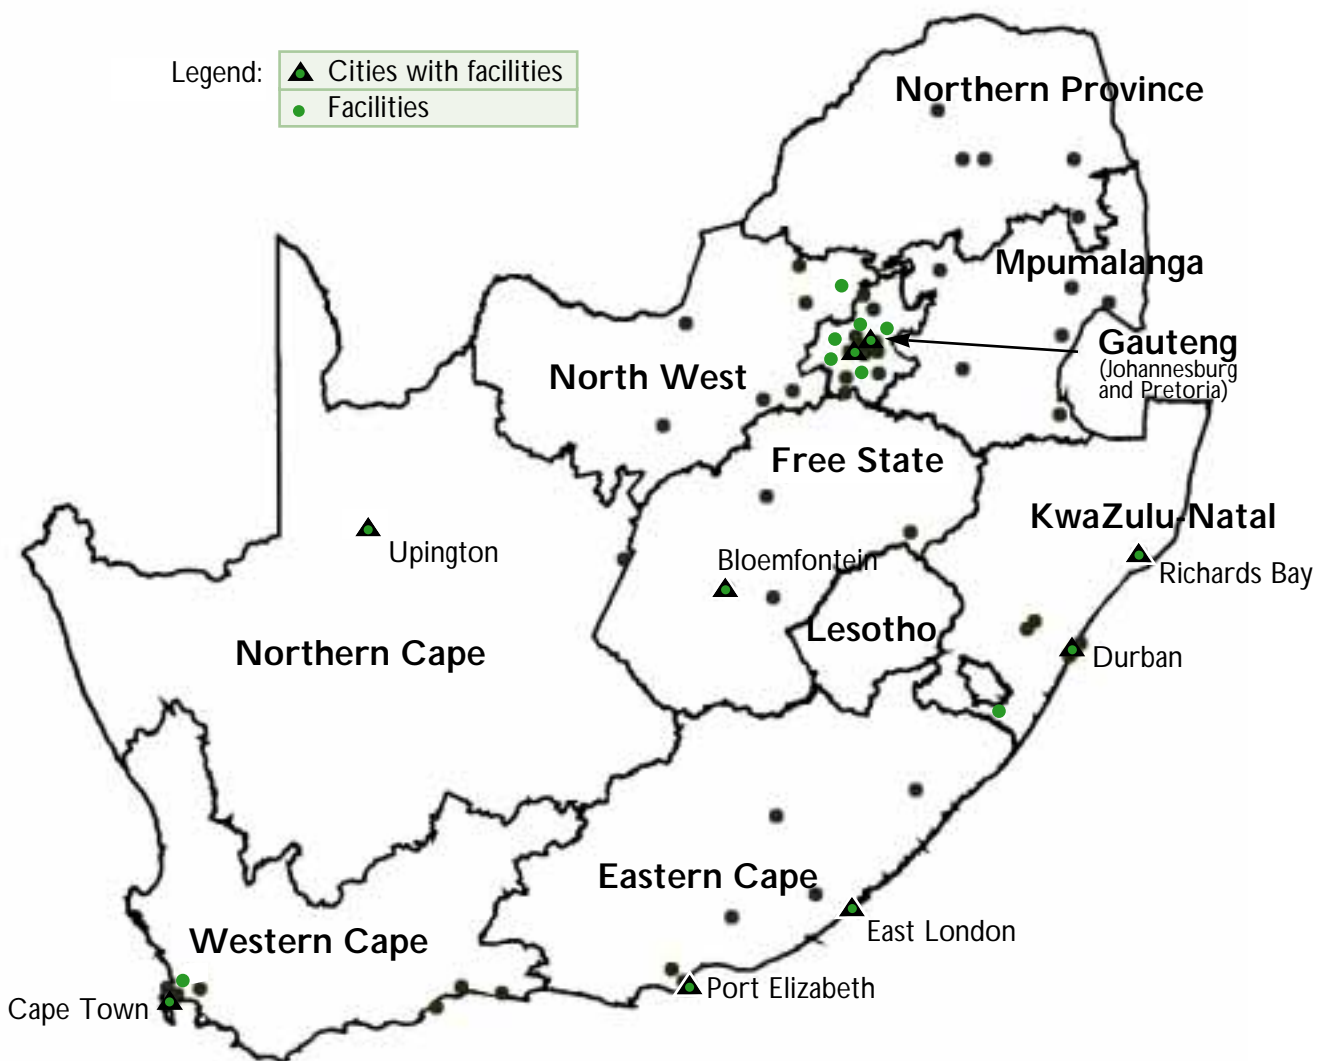 Legend:
Cities with facilities
Facilities
Northern Province
Mpumalanga
Gauteng
(Johannesburg
and Pretoria)
North West
Free State
KwaZulu-Natal
Upington
Bloemfontein
Richards Bay
Lesotho
Northern Cape
Durban
Eastern Cape
East London
Western Cape
Port Elizabeth
Cape Town